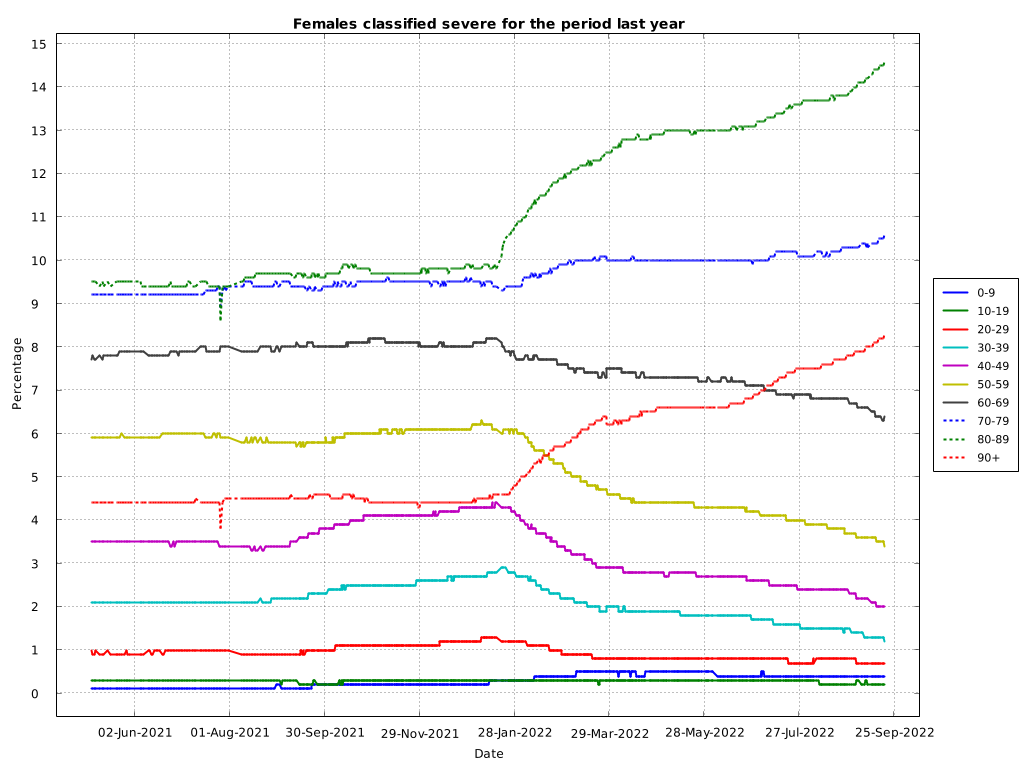 Females classified severe for the period last year
15
14
13
12
11
10
9
8
7
6
5
4
3
2
1
0
Percentage
02-Jun-2021
01-Aug-2021
30-Sep-2021
29-Nov-2021
28-Jan-2022
29-Mar-2022
28-May-2022
27-Jul-2022
25-Sep-2022
Date
0-9
10-19
20-29
30-39
40-49
50-59
60-69
70-79
80-89
90+